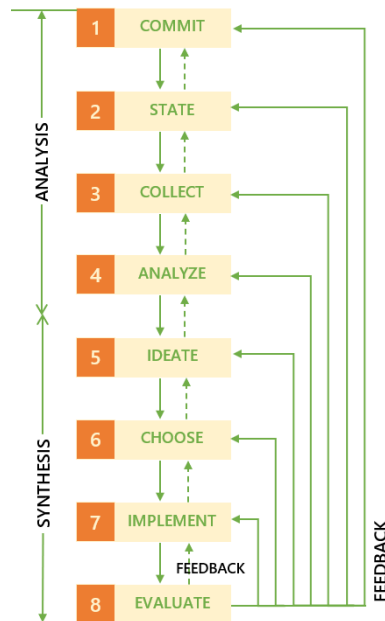 1 COMMIT
2 STATE
3 COLLECT
4 ANALYZE
5 IDEATE
6 CHOOSE
7 IMPLEMENT
FEEDBACK
8 EVALUATE
ANALYSIS
SYNTHESIS
FEEDBACK